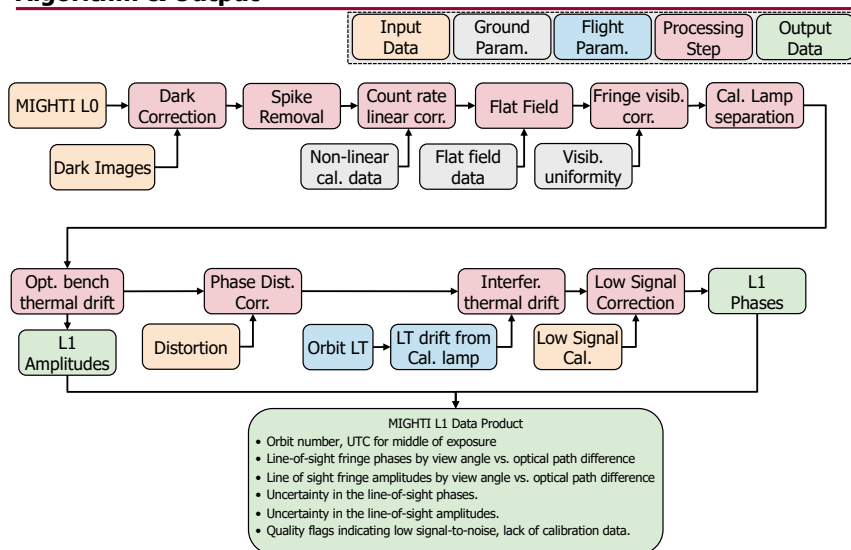 Algorithm & Output
Input
Data
Ground
Param.
Flight
Param.
Processing
Step
Output
Data
MIGHTI L0
Dark
Correction
Spike
Removal
Count rate
linear corr.
Flat Field
Fringe visib.
corr.
Cal. Lamp
separation
Dark Images
Non-linear
cal. data
Flat field
data
Visib.
uniformity
Opt. bench
thermal drift
Phase Dist.
Corr.
Interfer.
thermal drift
Low Signal
Correction
L1
Phases
L1
Amplitudes
Distortion
Orbit LT
LT drift from
Cal. lamp
Low Signal
Cal.
MIGHTI L1 Data Product
• Orbit number, UTC for middle of exposure
• Line-of-sight fringe phases by view angle vs. optical path difference
• Line of sight fringe amplitudes by view angle vs. optical path difference
• Uncertainty in the line-of-sight phases.
• Uncertainty in the line-of-sight amplitudes.
• Quality flags indicating low signal-to-noise, lack of calibration data.